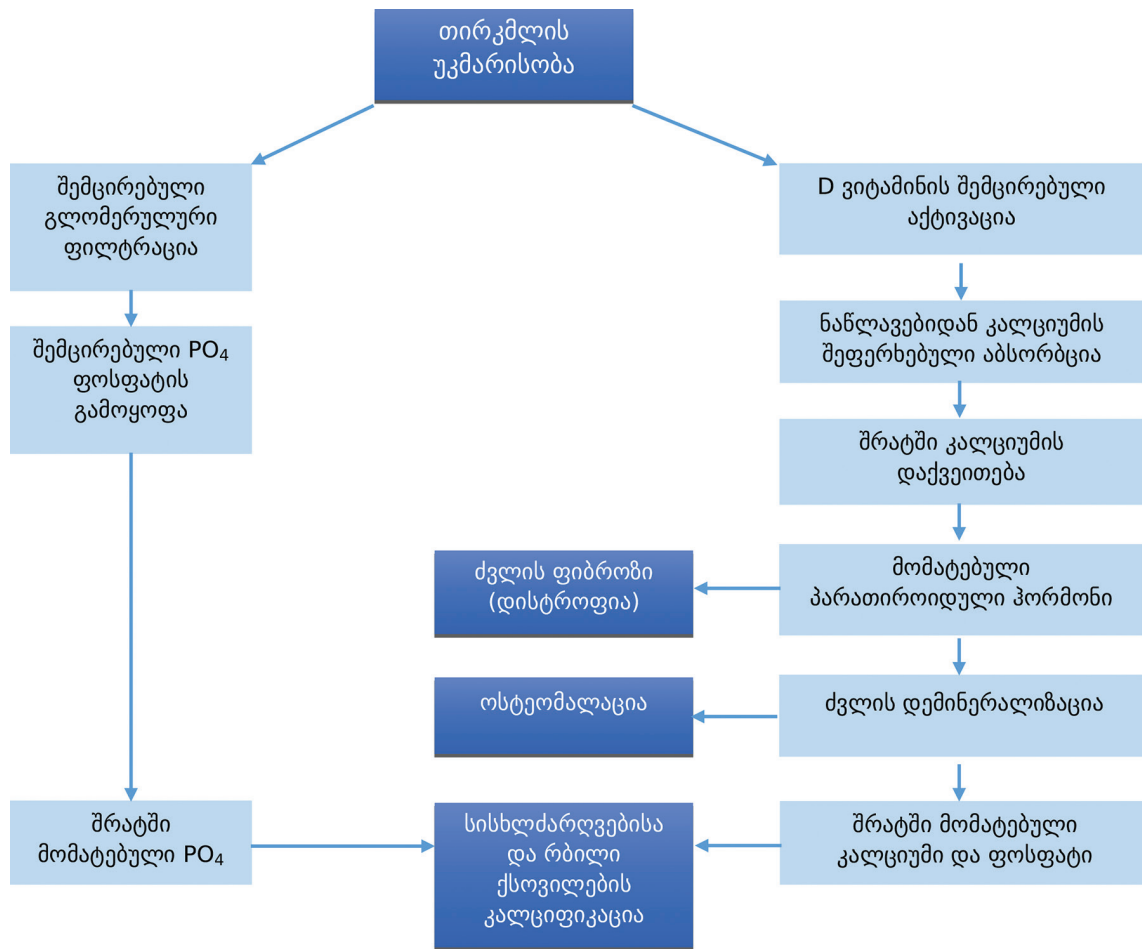 თირკმლის
უკმარისობა
შემცირებული
გლომერულური
ფილტრაცია
D ვიტამინის შემცირებული
აქტივაცია
შემცირებული PO₄
ფოსფატის
გამოყოფა
ნაწლავებიდან კალციუმის
შეფერხებული აბსორბცია
შრატში კალციუმის
დაქვეითება
ძვლის ფიბროზი
(დისტროფია)
მომატებული
პარათიროიდული ჰორმონი
ოსტეომალაცია
ძვლის დემინერალიზაცია
შრატში
მომატებული PO₄
სისხლძარღვებისა
და რბილი
ქსოვილების
კალციფიკაცია
შრატში მომატებული
კალციუმი და ფოსფატი